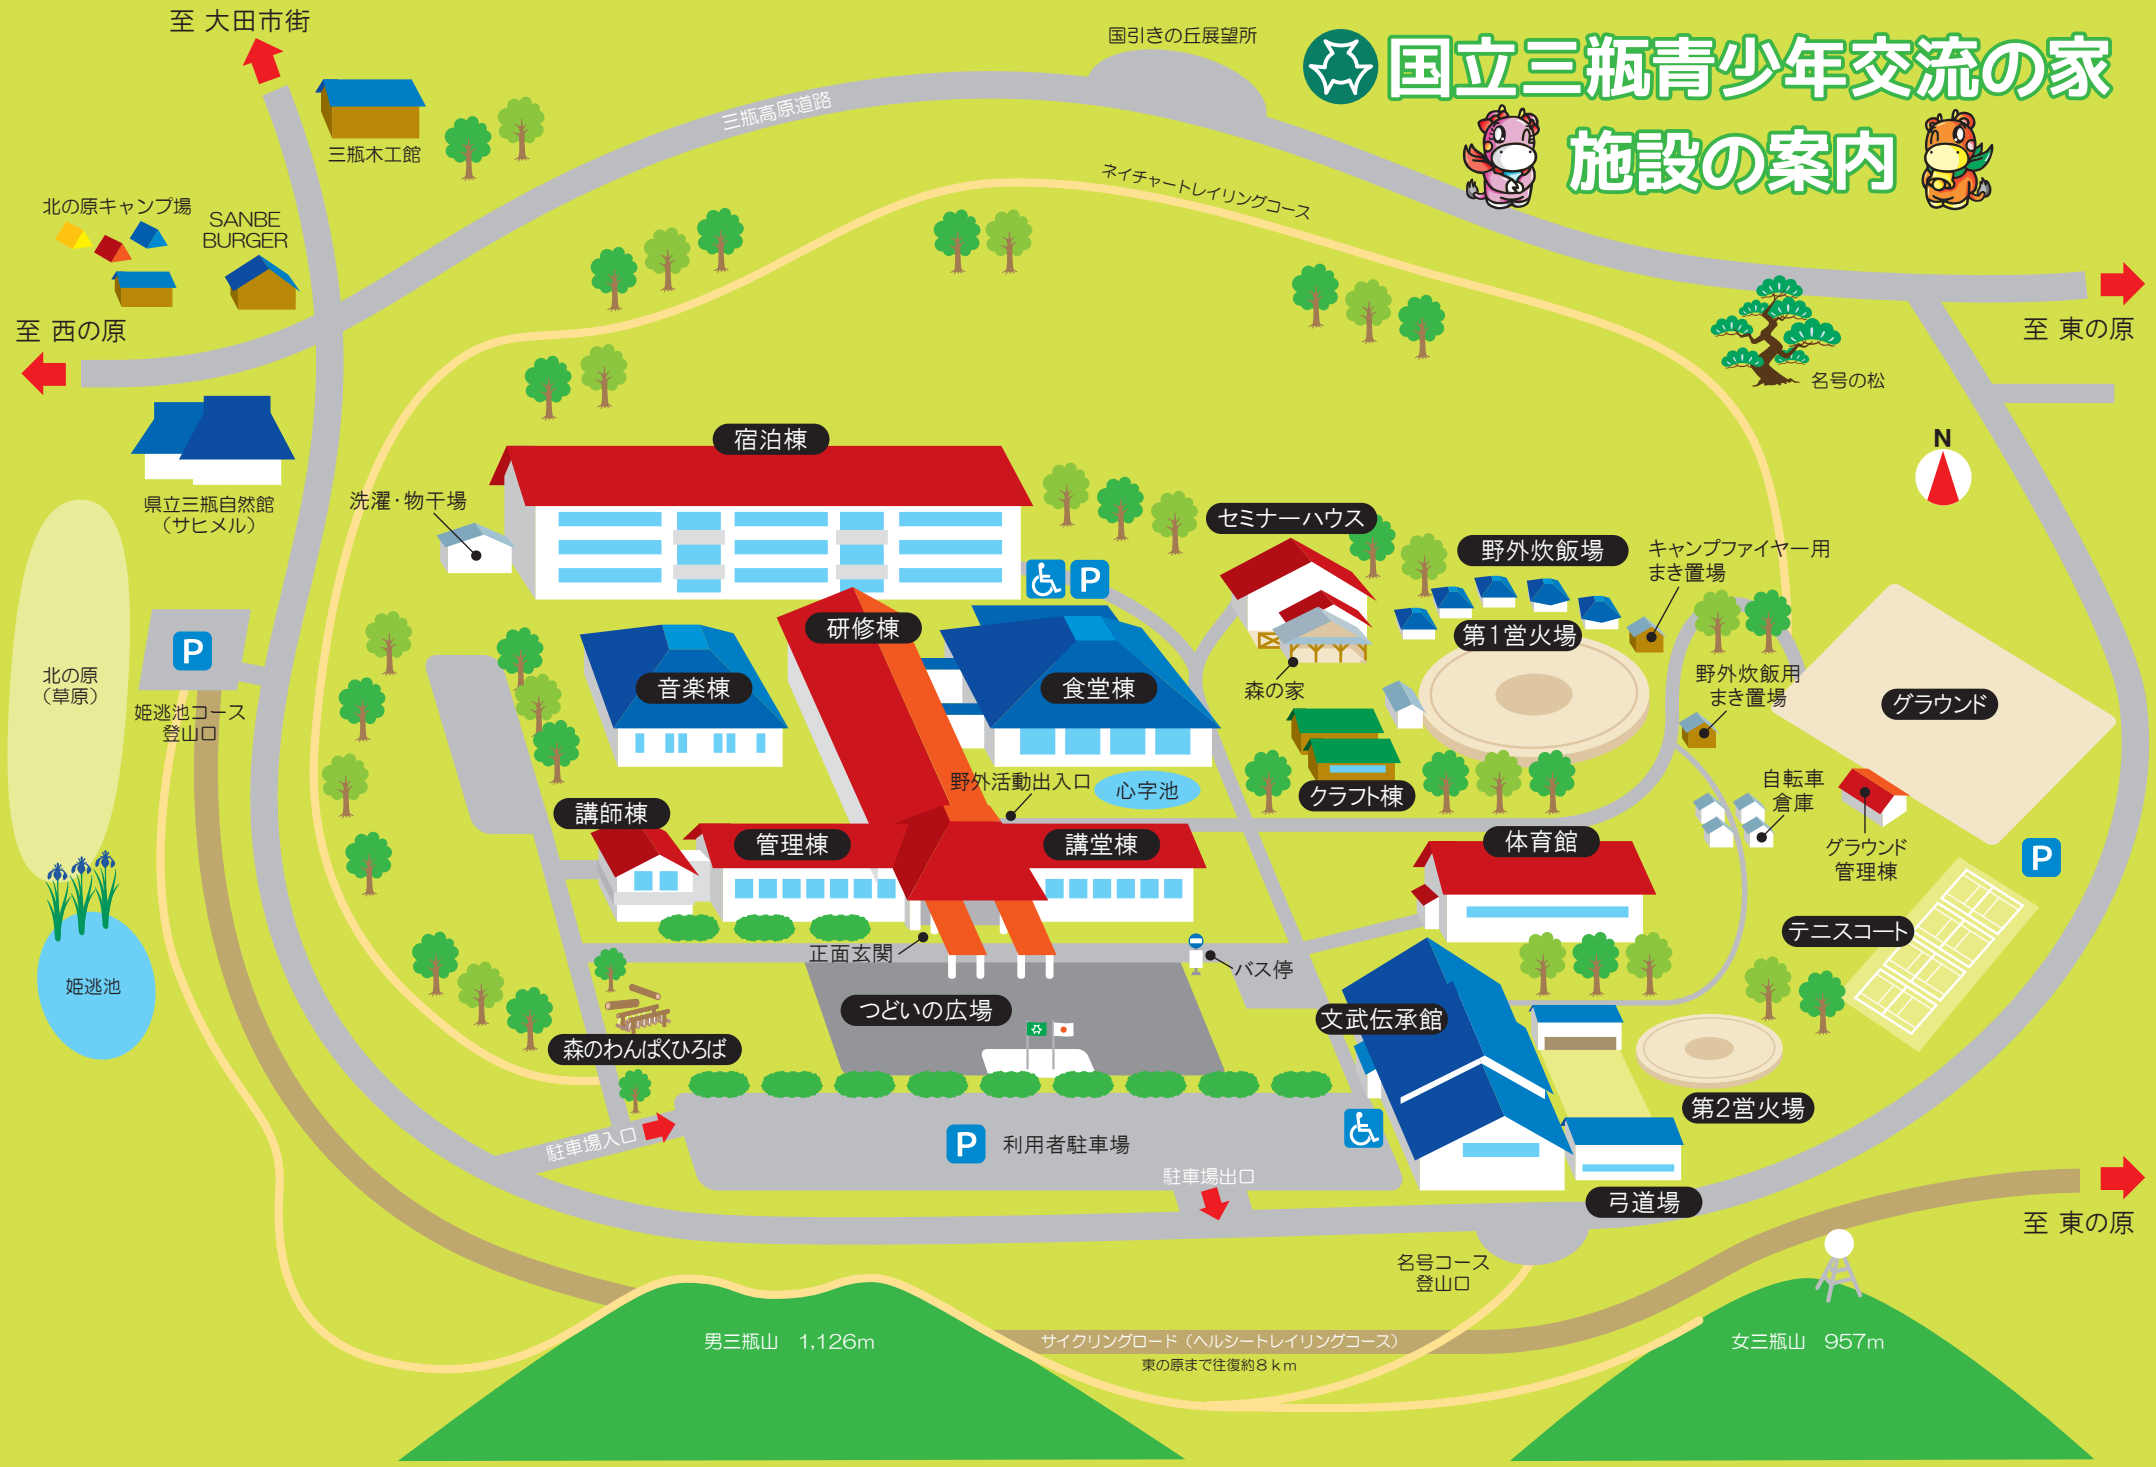 至 大田市街
国引きの丘展望所
国立三瓶青少年交流の家
施設の案内
三瓶高原道路
三瓶木工館
ネイチャートレイリングコース
北の原キャンプ場
SANBE
BURGER
至 西の原
至 東の原
名号の松
N
県立三瓶自然館
（サヒメル）
宿泊棟
洗濯・物干場
セミナーハウス
野外炊飯場
キャンプファイヤー用
まき置場
P
研修棟
第1営火場
P
北の原
（草原）
音楽棟
食堂棟
森の家
野外炊飯用
まき置場
グラウンド
姫逃池コース
登山口
野外活動出入口
心字池
クラフト棟
自転車
倉庫
講師棟
管理棟
講堂棟
体育館
グラウンド
管理棟
P
テニスコート
正面玄関
バス停
姫逃池
つどいの広場
文武伝承館
森のわんぱくひろば
第2営火場
駐車場入口
P
利用者駐車場
駐車場出口
弓道場
至 東の原
名号コース
登山口
男三瓶山 1,126m
サイクリングロード（ヘルシートレイリングコース）
東の原まで往復約8km
女三瓶山 957m